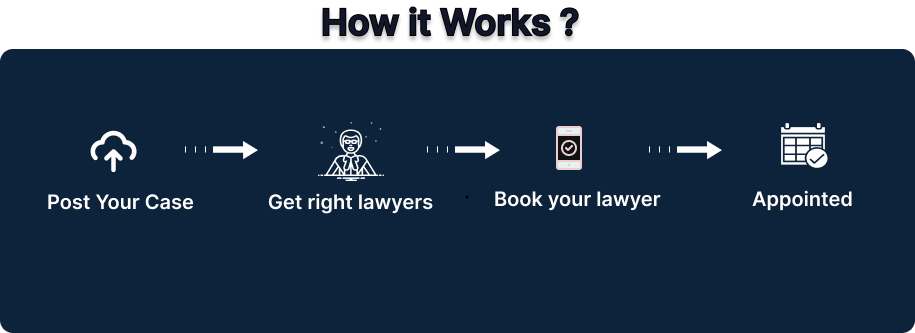 How it Works ?
Post Your Case
Get right lawyers
Book your lawyer
Appointed